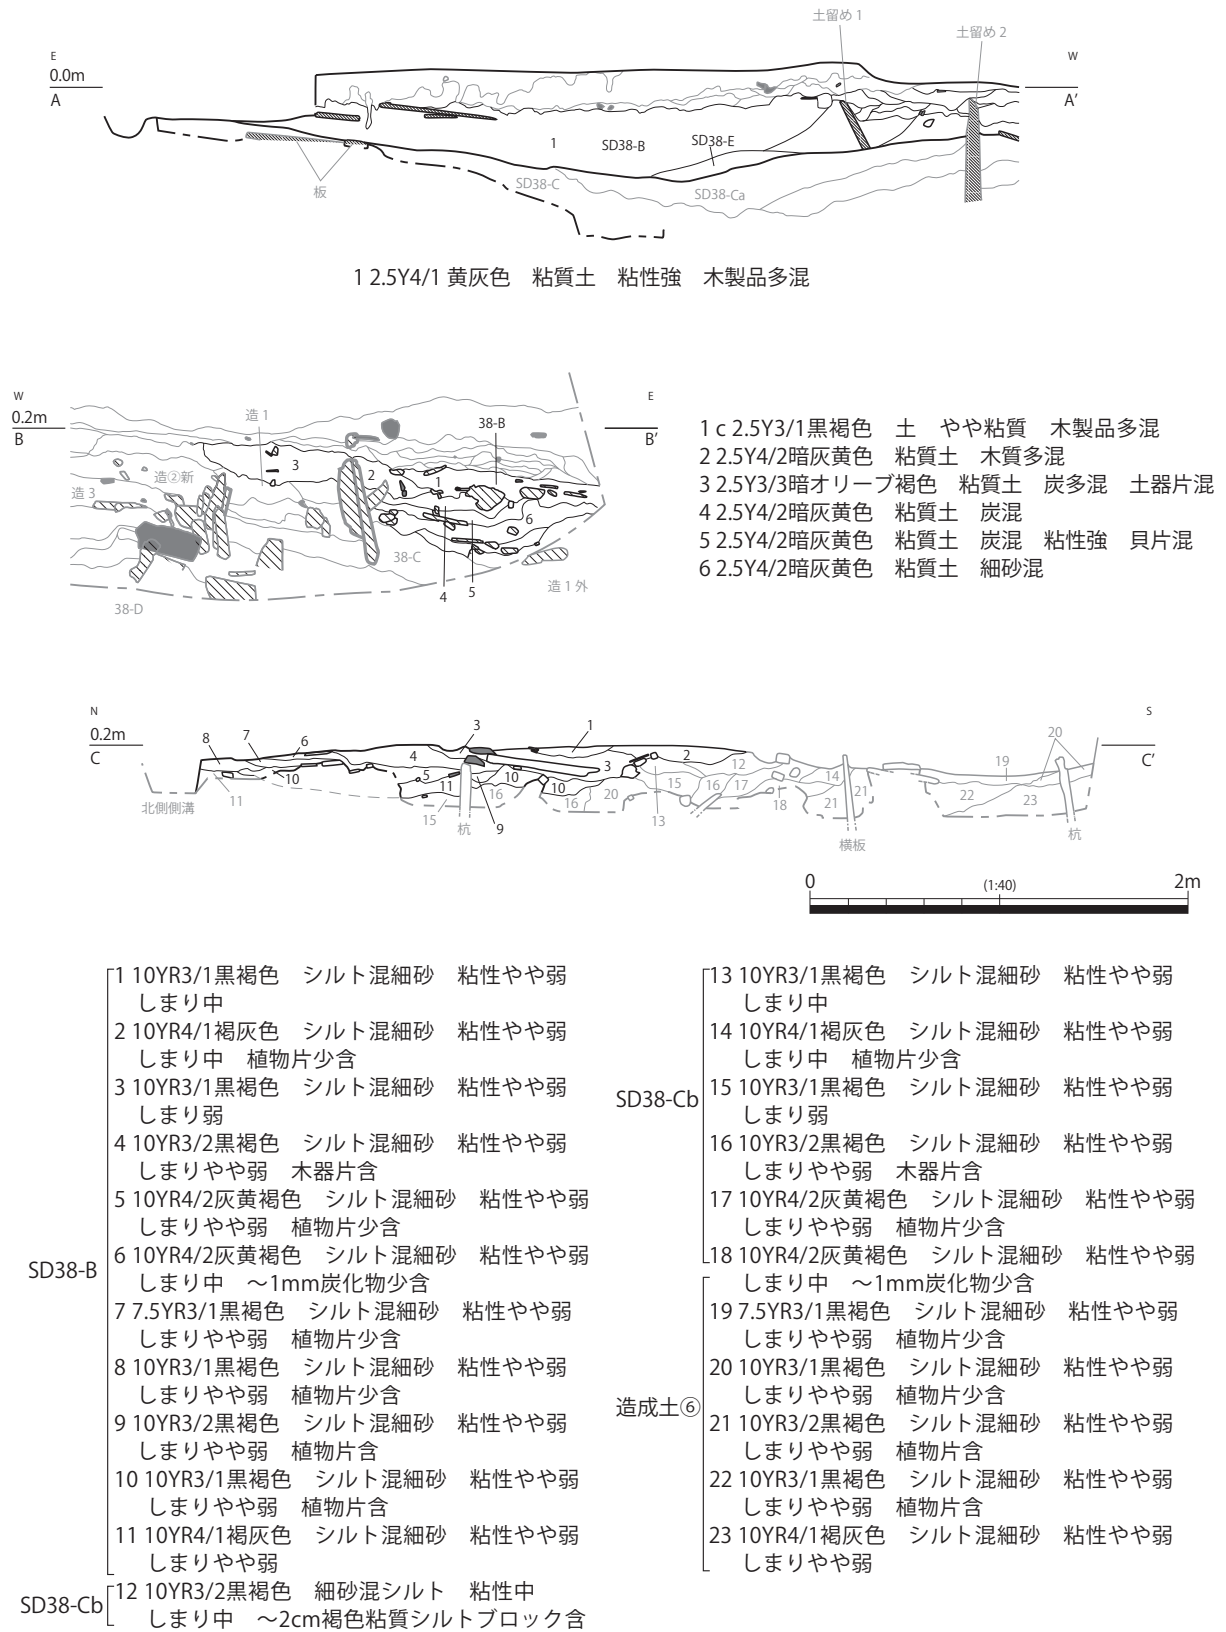 土留め 1
土留め 2
E
W
0.0m
A
A′
1
SD38-B
SD38-E
SD38-C
SD38-Ca
板
1 2.5Y4/1 黄灰色　粘質土　粘性強　木製品多混
W
E
0.2m
B
B′
造 1
38-B
3
2
1
造②新
造 3
6
38-C
4
5
造 1 外
38-D
1 c 2.5Y3/1黒褐色　土　やや粘質　木製品多混
2 2.5Y4/2暗灰黄色　粘質土　木質多混
3 2.5Y3/3暗オリーブ褐色　粘質土　炭多混　土器片混
4 2.5Y4/2暗灰黄色　粘質土　炭混
5 2.5Y4/2暗灰黄色　粘質土　炭混　粘性強　貝片混
6 2.5Y4/2暗灰黄色　粘質土　細砂混
N
S
0.2m
C
C′
8
7
6
3
1
20
4
2
12
19
10
5
10
3
15
16
17
14
21
22
23
11
11
16
10
16
20
18
21
北側側溝
15
杭
9
13
横板
杭
0
(1:40)
2m
SD38-B
1 10YR3/1黒褐色　シルト混細砂　粘性やや弱
しまり中
2 10YR4/1褐灰色　シルト混細砂　粘性やや弱
しまり中　植物片少含
3 10YR3/1黒褐色　シルト混細砂　粘性やや弱
しまり弱
4 10YR3/2黒褐色　シルト混細砂　粘性やや弱
しまりやや弱　木器片含
5 10YR4/2灰黄褐色　シルト混細砂　粘性やや弱
しまりやや弱　植物片少含
6 10YR4/2灰黄褐色　シルト混細砂　粘性やや弱
しまり中　～1mm炭化物少含
7 7.5YR3/1黒褐色　シルト混細砂　粘性やや弱
しまりやや弱　植物片少含
8 10YR3/1黒褐色　シルト混細砂　粘性やや弱
しまりやや弱　植物片少含
9 10YR3/2黒褐色　シルト混細砂　粘性やや弱
しまりやや弱　植物片含
10 10YR3/1黒褐色　シルト混細砂　粘性やや弱
しまりやや弱　植物片含
11 10YR4/1褐灰色　シルト混細砂　粘性やや弱
しまりやや弱
SD38-Cb
12 10YR3/2黒褐色　細砂混シルト　粘性中
しまり中　～2cm褐色粘質シルトブロック含
SD38-Cb
13 10YR3/1黒褐色　シルト混細砂　粘性やや弱
しまり中
14 10YR4/1褐灰色　シルト混細砂　粘性やや弱
しまり中　植物片少含
15 10YR3/1黒褐色　シルト混細砂　粘性やや弱
しまり弱
16 10YR3/2黒褐色　シルト混細砂　粘性やや弱
しまりやや弱　木器片含
17 10YR4/2灰黄褐色　シルト混細砂　粘性やや弱
しまりやや弱　植物片少含
18 10YR4/2灰黄褐色　シルト混細砂　粘性やや弱
しまり中　～1mm炭化物少含
造成土⑥
19 7.5YR3/1黒褐色　シルト混細砂　粘性やや弱
しまりやや弱　植物片少含
20 10YR3/1黒褐色　シルト混細砂　粘性やや弱
しまりやや弱　植物片少含
21 10YR3/2黒褐色　シルト混細砂　粘性やや弱
しまりやや弱　植物片含
22 10YR3/1黒褐色　シルト混細砂　粘性やや弱
しまりやや弱　植物片含
23 10YR4/1褐灰色　シルト混細砂　粘性やや弱
しまりやや弱